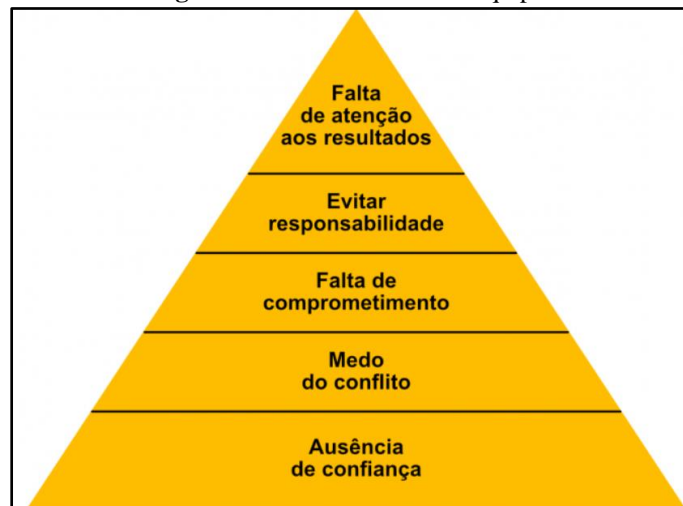 Falta
de atenção
aos resultados
Evitar
responsabilidade
Falta de
comprometimento
Medo
do conflito
Ausência
de confiança